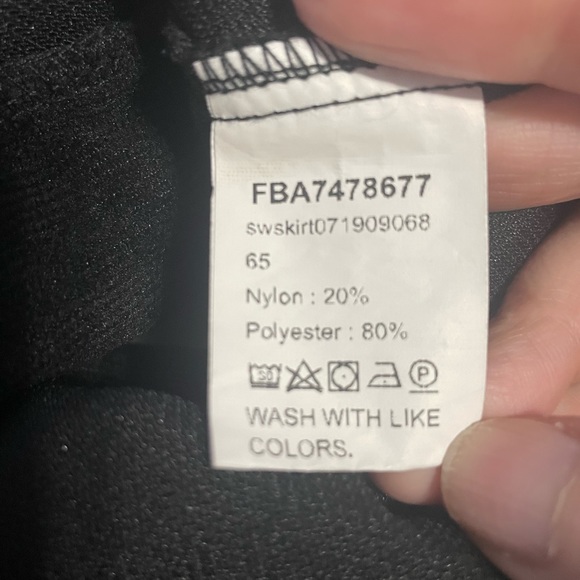 FBA7478677
swskirt071909068
65
Nylon : 20%
Polyester : 80%
P
WASH WITH LIKE
COLORS.